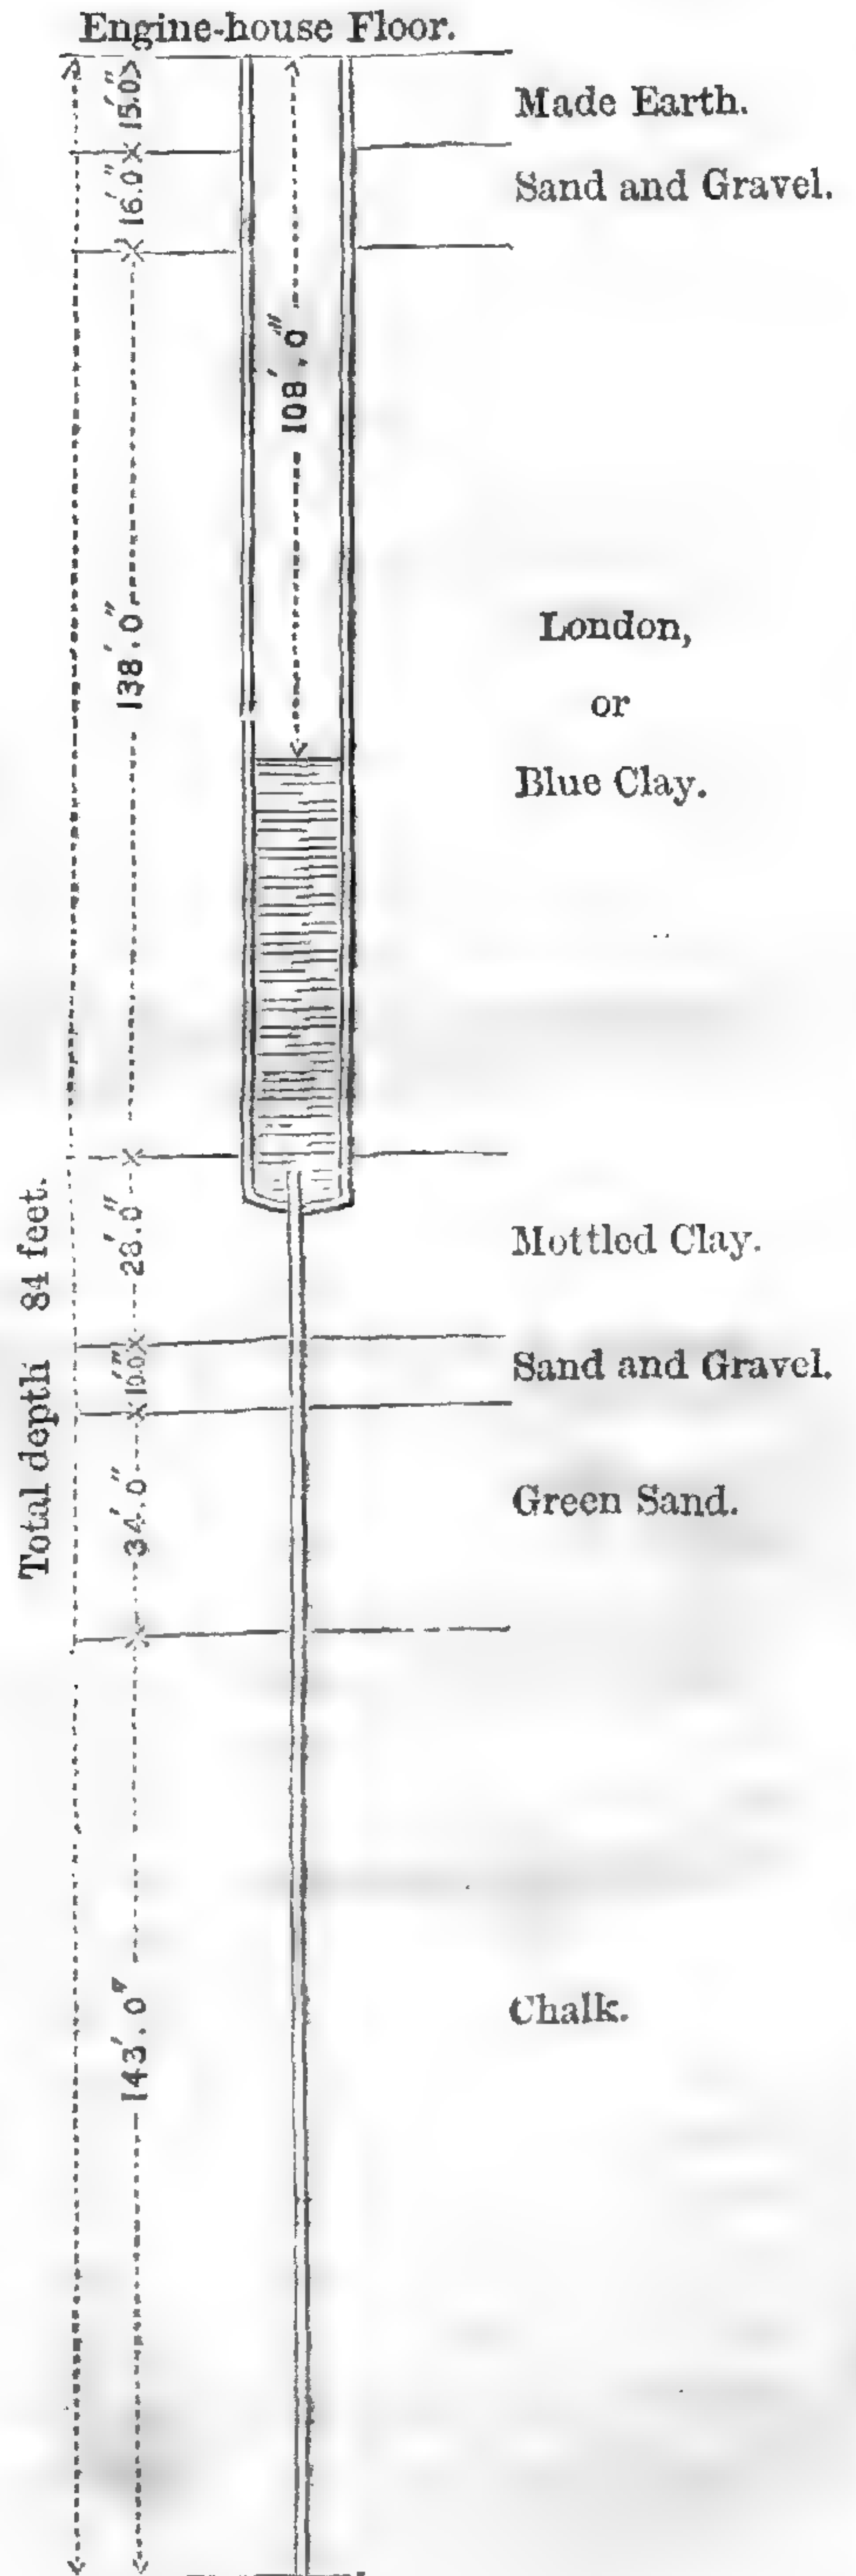 Engine-house Floor.
15'.0"
Made Earth.
16'.0"
Sand and Gravel.
108'.0"
138'.0"
London,
or
Blue Clay.
28'.0"
Mottled Clay.
10'.0"
Sand and Gravel.
Total depth 84 feet.
34'.0"
Green Sand.
143'.0"
Chalk.